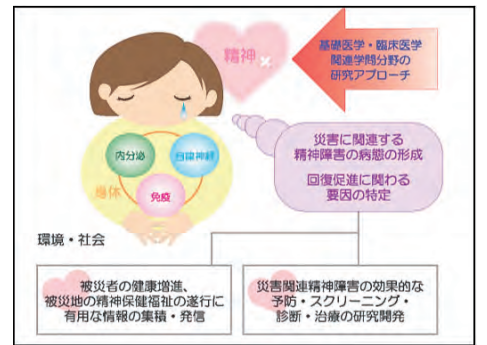 精神
基礎医学・臨床医学
関連学問分野の
研究アプローチ
災害に関連する
精神障害の病態の形成
回復促進に関わる
要因の特定
内分泌
自律神経
免疫
身体
環境・社会
被災者の健康増進、
被災地の精神保健福祉の遂行に
有用な情報の集積・発信
災害関連精神障害の効果的な
予防・スクリーニング・
診断・治療の研究開発